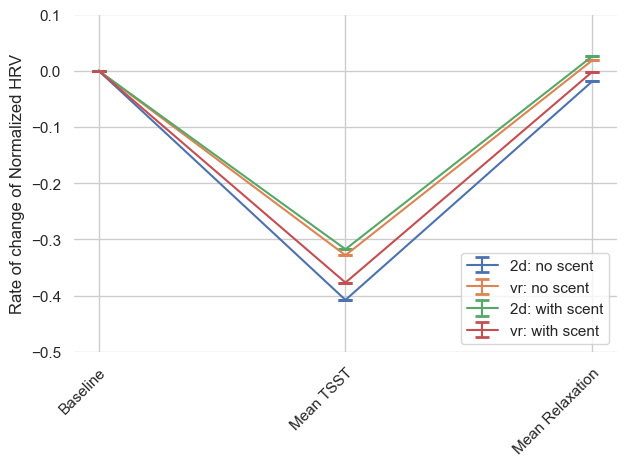 0.1
0.0
−0.1
−0.2
−0.3
−0.4
−0.5
Rate of change of Normalized HRV
2d: no scent
vr: no scent
2d: with scent
vr: with scent
Baseline
Mean TSST
Mean Relaxation